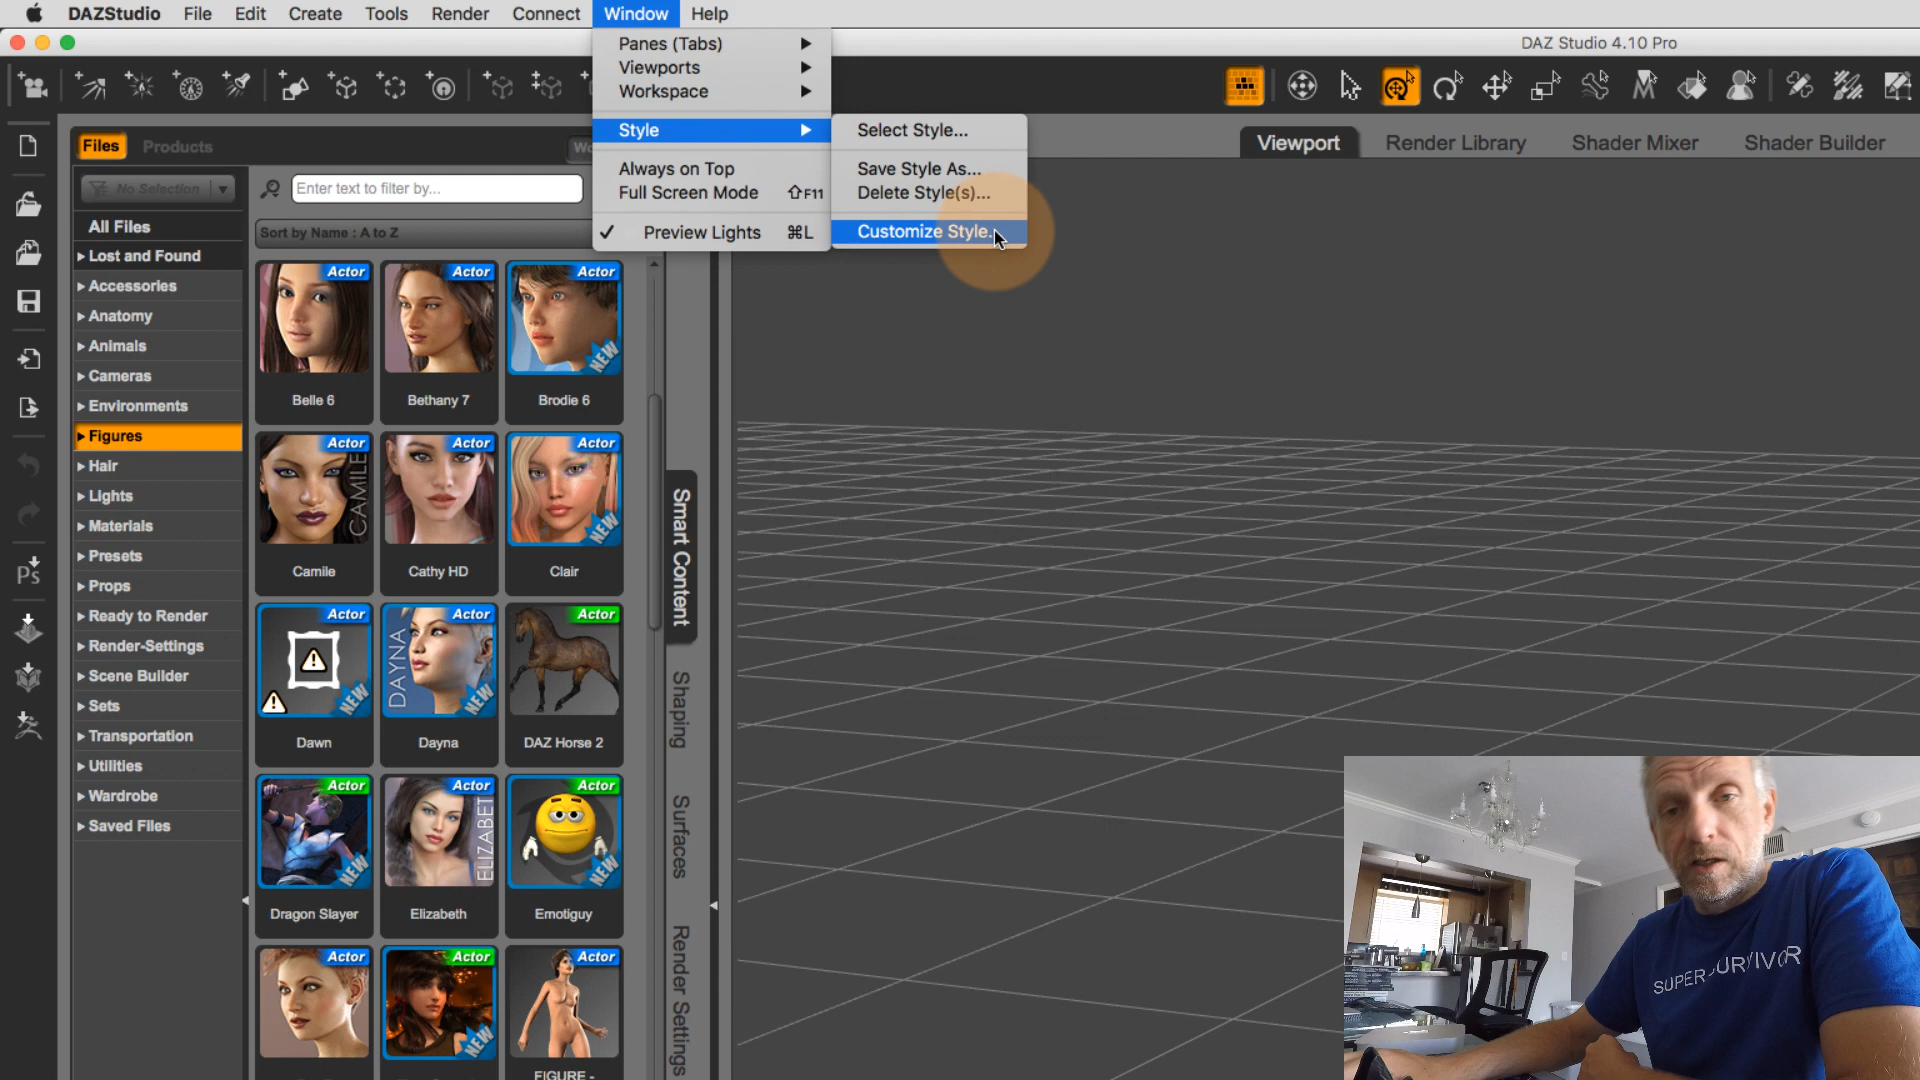 DAZStudio File Edit Create Tools Render Connect Window Help
DAZ Studio 4.10 Pro
Panes (Tabs)
Viewports
Workspace
Style
Always on Top
Full Screen Mode ⇧F11
✓ Preview Lights ⌘L
Select Style...
Save Style As...
Delete Style(s)...
Customize Style..
Viewport Render Library Shader Mixer Shader Builder
Files Products
No Selection
Enter text to filter by...
Sort by Name : A to Z
All Files
Lost and Found
Accessories
Anatomy
Animals
Cameras
Environments
Figures
Hair
Lights
Materials
Presets
Props
Ready to Render
Render-Settings
Scene Builder
Sets
Transportation
Utilities
Wardrobe
Saved Files
Ps
Actor Actor Actor
NEW
Belle 6 Bethany 7 Brodie 6
Actor Actor Actor
CAMILE
NEW
Camile Cathy HD Clair
Actor Actor Actor
NEW
DAYNA
NEW
Dawn Dayna DAZ Horse 2
Actor Actor Actor
NEW
ELIZABET
NEW
Dragon Slayer Elizabeth Emotiguy
Actor Actor Actor
NEW
FIGURE -
Smart Content
Shaping
Surfaces
Render Settings
SUPER SURVIVOR